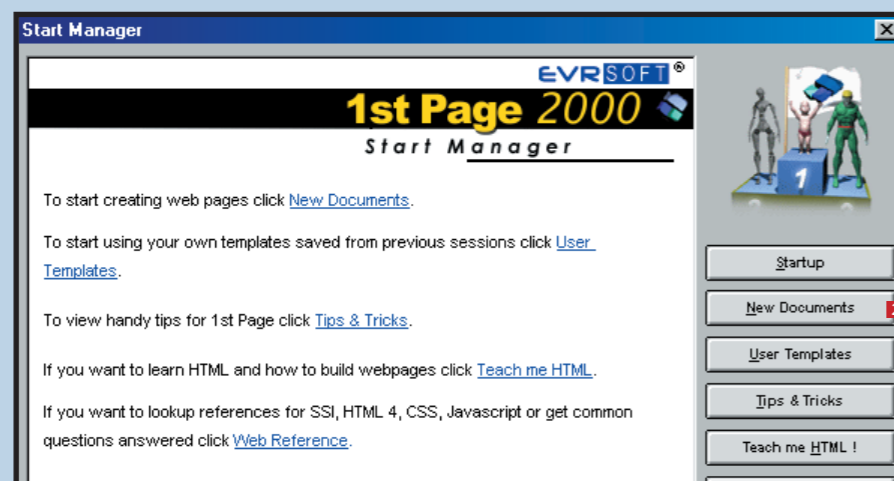 Start Manager
EVRSOFT®
1st Page 2000
Start Manager
To start creating web pages click New Documents.
To start using your own templates saved from previous sessions click User
Templates.
To view handy tips for 1st Page click Tips & Tricks.
If you want to learn HTML and how to build webpages click Teach me HTML.
If you want to lookup references for SSI, HTML 4, CSS, Javascript or get common
questions answered click Web Reference.
1
Startup
New Documents
User Templates
Tips & Tricks
Teach me HTML !